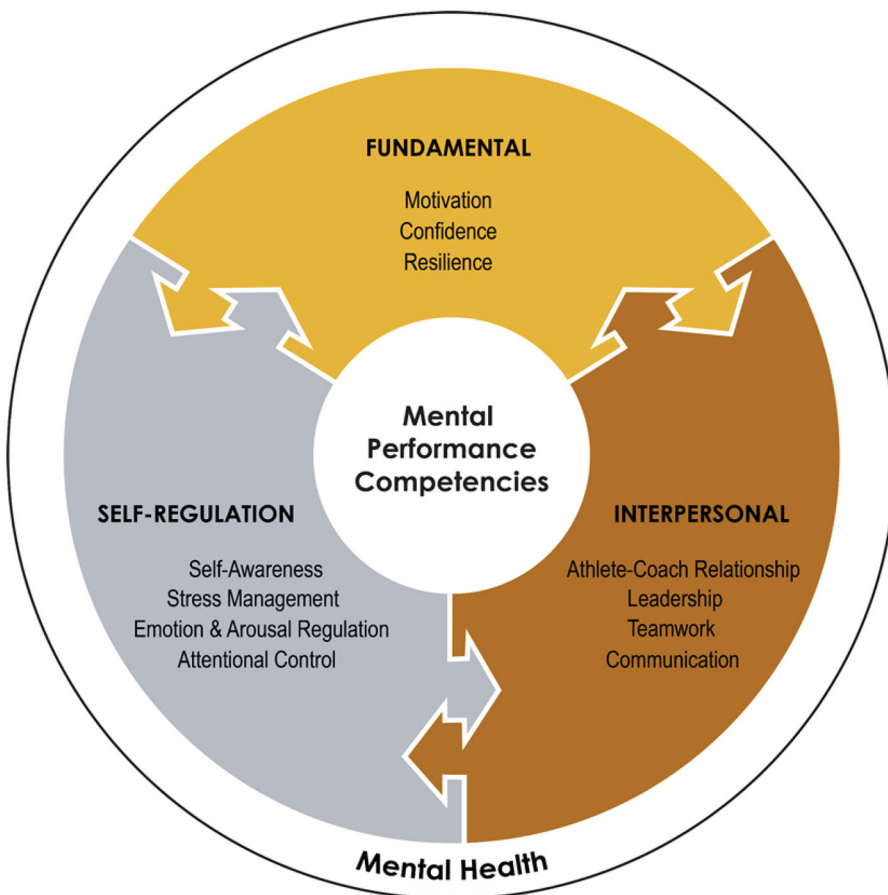 FUNDAMENTAL
Motivation
Confidence
Resilience
Mental
Performance
Competencies
SELF-REGULATION
Self-Awareness
Stress Management
Emotion & Arousal Regulation
Attentional Control
INTERPERSONAL
Athlete-Coach Relationship
Leadership
Teamwork
Communication
Mental Health